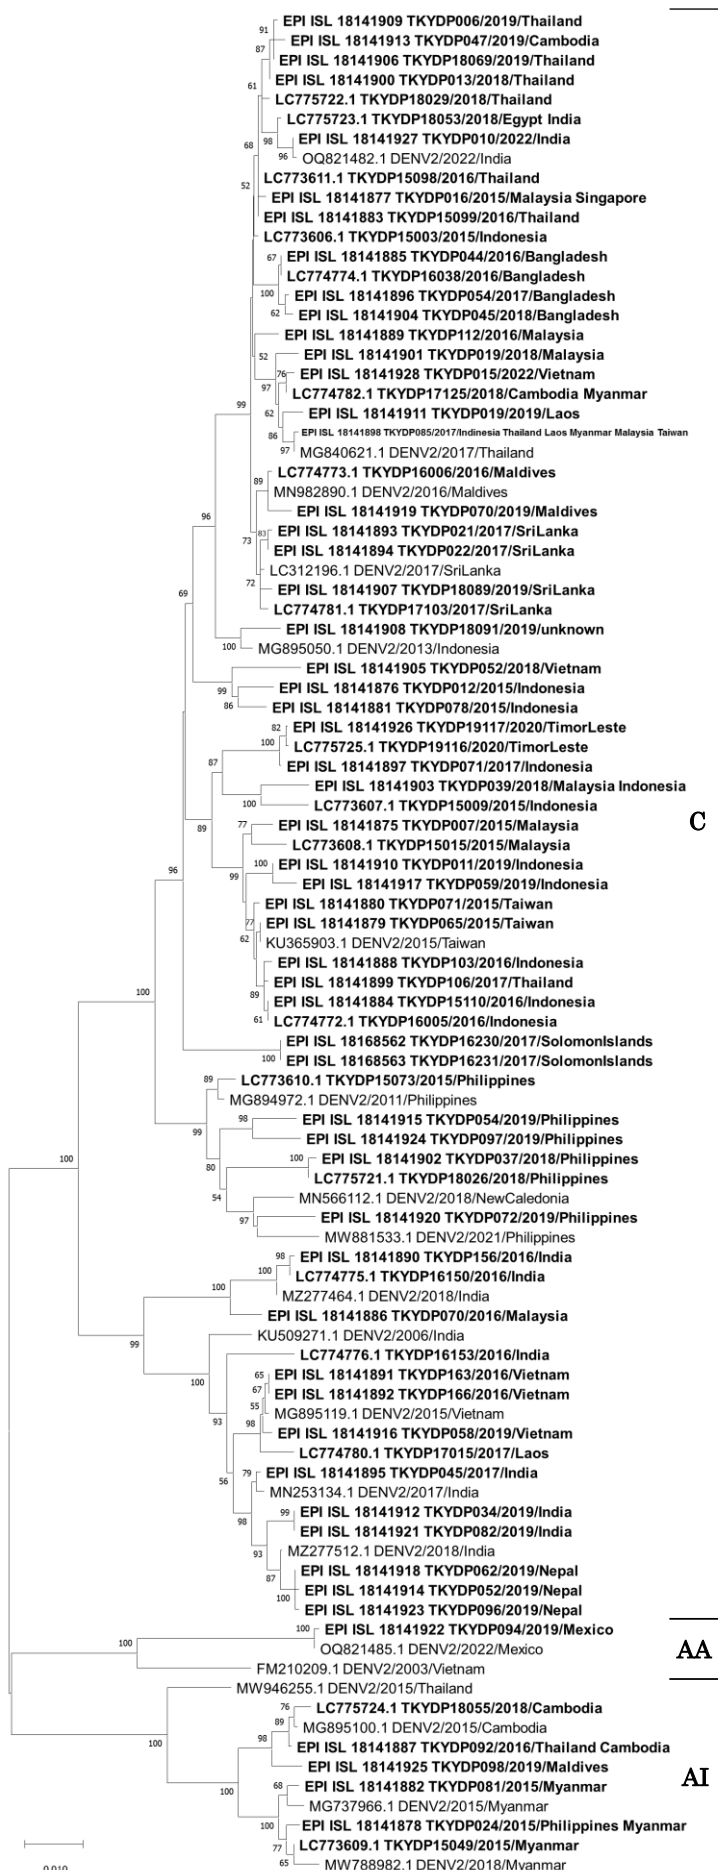 EPI ISL 18141909 TKYDP006/2019/Thailand
91
EPI ISL 18141913 TKYDP047/2019/Cambodia
87
EPI ISL 18141906 TKYDP18069/2019/Thailand
EPI ISL 18141900 TKYDP013/2018/Thailand
61
LC775722.1 TKYDP18029/2018/Thailand
LC775723.1 TKYDP18053/2018/Egypt India
EPI ISL 18141927 TKYDP010/2022/India
98
68
OQ821482.1 DENV2/2022/India
96
LC773611.1 TKYDP15098/2016/Thailand
52
EPI ISL 18141877 TKYDP016/2015/Malaysia Singapore
EPI ISL 18141883 TKYDP15099/2016/Thailand
LC773606.1 TKYDP15003/2015/Indonesia
67
EPI ISL 18141885 TKYDP044/2016/Bangladesh
LC774774.1 TKYDP16038/2016/Bangladesh
100
EPI ISL 18141896 TKYDP054/2017/Bangladesh
62
EPI ISL 18141904 TKYDP045/2018/Bangladesh
EPI ISL 18141889 TKYDP112/2016/Malaysia
52
EPI ISL 18141901 TKYDP019/2018/Malaysia
76
EPI ISL 18141928 TKYDP015/2022/Vietnam
97
LC774782.1 TKYDP17125/2018/Cambodia Myanmar
99
62
EPI ISL 18141911 TKYDP019/2019/Laos
86
EPI ISL 18141898 TKYDP085/2017/Indinesia Thailand Laos Myanmar Malaysia Taiwan
97
MG840621.1 DENV2/2017/Thailand
LC774773.1 TKYDP16006/2016/Maldives
89
MN982890.1 DENV2/2016/Maldives
EPI ISL 18141919 TKYDP070/2019/Maldives
96
83
EPI ISL 18141893 TKYDP021/2017/SriLanka
73
EPI ISL 18141894 TKYDP022/2017/SriLanka
LC312196.1 DENV2/2017/SriLanka
72
EPI ISL 18141907 TKYDP18089/2019/SriLanka
69
LC774781.1 TKYDP17103/2017/SriLanka
EPI ISL 18141908 TKYDP18091/2019/unknown
100
MG895050.1 DENV2/2013/Indonesia
EPI ISL 18141905 TKYDP052/2018/Vietnam
99
EPI ISL 18141876 TKYDP012/2015/Indonesia
86
EPI ISL 18141881 TKYDP078/2015/Indonesia
82
EPI ISL 18141926 TKYDP19117/2020/TimorLeste
100
LC775725.1 TKYDP19116/2020/TimorLeste
87
EPI ISL 18141897 TKYDP071/2017/Indonesia
EPI ISL 18141903 TKYDP039/2018/Malaysia Indonesia
100
LC773607.1 TKYDP15009/2015/Indonesia
C
89
77
EPI ISL 18141875 TKYDP007/2015/Malaysia
LC773608.1 TKYDP15015/2015/Malaysia
96
99
100
EPI ISL 18141910 TKYDP011/2019/Indonesia
EPI ISL 18141917 TKYDP059/2019/Indonesia
EPI ISL 18141880 TKYDP071/2015/Taiwan
77
EPI ISL 18141879 TKYDP065/2015/Taiwan
62
KU365903.1 DENV2/2015/Taiwan
EPI ISL 18141888 TKYDP103/2016/Indonesia
EPI ISL 18141899 TKYDP106/2017/Thailand
100
89
EPI ISL 18141884 TKYDP15110/2016/Indonesia
61
LC774772.1 TKYDP16005/2016/Indonesia
EPI ISL 18168562 TKYDP16230/2017/SolomonIslands
100
EPI ISL 18168563 TKYDP16231/2017/SolomonIslands
89
LC773610.1 TKYDP15073/2015/Philippines
MG894972.1 DENV2/2011/Philippines
98
EPI ISL 18141915 TKYDP054/2019/Philippines
99
EPI ISL 18141924 TKYDP097/2019/Philippines
100
80
100
EPI ISL 18141902 TKYDP037/2018/Philippines
LC775721.1 TKYDP18026/2018/Philippines
54
MN566112.1 DENV2/2018/NewCaledonia
EPI ISL 18141920 TKYDP072/2019/Philippines
97
MW881533.1 DENV2/2021/Philippines
98
EPI ISL 18141890 TKYDP156/2016/India
100
LC774775.1 TKYDP16150/2016/India
100
MZ277464.1 DENV2/2018/India
EPI ISL 18141886 TKYDP070/2016/Malaysia
99
KU509271.1 DENV2/2006/India
LC774776.1 TKYDP16153/2016/India
100
65
EPI ISL 18141891 TKYDP163/2016/Vietnam
67
EPI ISL 18141892 TKYDP166/2016/Vietnam
55
MG895119.1 DENV2/2015/Vietnam
93
98
EPI ISL 18141916 TKYDP058/2019/Vietnam
LC774780.1 TKYDP17015/2017/Laos
79
EPI ISL 18141895 TKYDP045/2017/India
56
MN253134.1 DENV2/2017/India
99
EPI ISL 18141912 TKYDP034/2019/India
98
EPI ISL 18141921 TKYDP082/2019/India
93
MZ277512.1 DENV2/2018/India
EPI ISL 18141918 TKYDP062/2019/Nepal
87
EPI ISL 18141914 TKYDP052/2019/Nepal
100
EPI ISL 18141923 TKYDP096/2019/Nepal
100
EPI ISL 18141922 TKYDP094/2019/Mexico
100
OQ821485.1 DENV2/2022/Mexico
AA
FM210209.1 DENV2/2003/Vietnam
MW946255.1 DENV2/2015/Thailand
76
LC775724.1 TKYDP18055/2018/Cambodia
89
MG895100.1 DENV2/2015/Cambodia
98
EPI ISL 18141887 TKYDP092/2016/Thailand Cambodia
100
EPI ISL 18141925 TKYDP098/2019/Maldives
AI
68
EPI ISL 18141882 TKYDP081/2015/Myanmar
100
MG737966.1 DENV2/2015/Myanmar
100
EPI ISL 18141878 TKYDP024/2015/Philippines Myanmar
77
LC773609.1 TKYDP15049/2015/Myanmar
65
MW788982.1 DENV2/2018/Myanmar
0.010